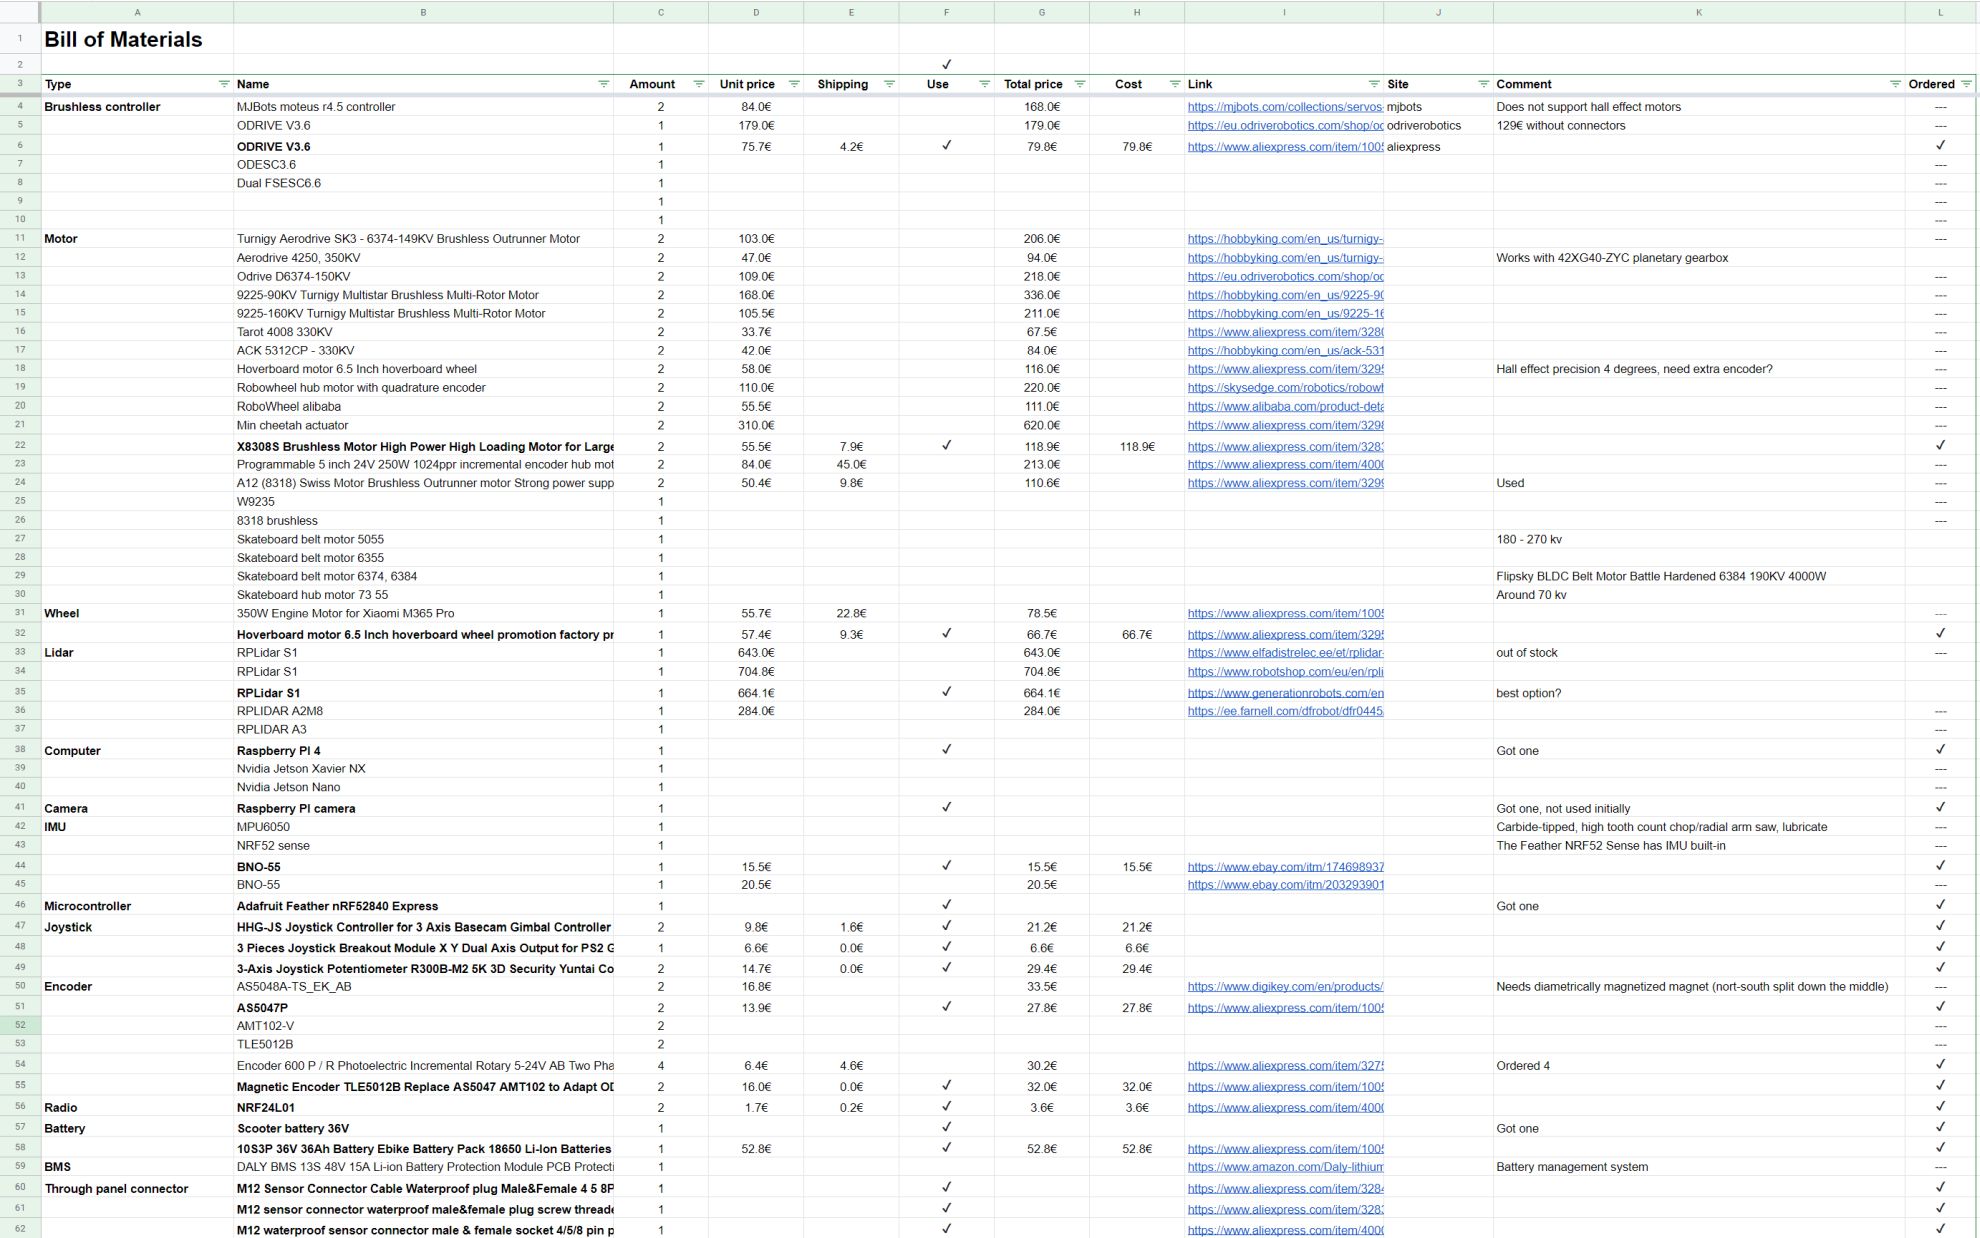 A B C D E F G H I J K L
1 Bill of Materials
2 ✓
3 Type Name Amount Unit price Shipping Use Total price Cost Link Site Comment Ordered
4 Brushless controller MJBots moteus r4.5 controller 2 84.0€ 168.0€ https://mjbots.com/collections/servos- mjbots Does not support hall effect motors ---
5 ODRIVE V3.6 1 179.0€ 179.0€ https://eu.odriverobotics.com/shop/oc odriverobotics 129€ without connectors ---
6 ODRIVE V3.6 1 75.7€ 4.2€ ✓ 79.8€ 79.8€ https://www.aliexpress.com/item/1005 aliexpress ✓
7 ODESC3.6 1 ---
8 Dual FSESC6.6 1 ---
9 1 ---
10 1 ---
11 Motor Turnigy Aerodrive SK3 - 6374-149KV Brushless Outrunner Motor 2 103.0€ 206.0€ https://hobbyking.com/en_us/turnigy- ---
12 Aerodrive 4250, 350KV 2 47.0€ 94.0€ https://hobbyking.com/en_us/turnigy- Works with 42XG40-ZYC planetary gearbox
13 Odrive D6374-150KV 2 109.0€ 218.0€ https://eu.odriverobotics.com/shop/oc ---
14 9225-90KV Turnigy Multistar Brushless Multi-Rotor Motor 2 168.0€ 336.0€ https://hobbyking.com/en_us/9225-90 ---
15 9225-160KV Turnigy Multistar Brushless Multi-Rotor Motor 2 105.5€ 211.0€ https://hobbyking.com/en_us/9225-16 ---
16 Tarot 4008 330KV 2 33.7€ 67.5€ https://www.aliexpress.com/item/3280 ---
17 ACK 5312CP - 330KV 2 42.0€ 84.0€ https://hobbyking.com/en_us/ack-531 ---
18 Hoverboard motor 6.5 Inch hoverboard wheel 2 58.0€ 116.0€ https://www.aliexpress.com/item/3295 Hall effect precision 4 degrees, need extra encoder? ---
19 Robowheel hub motor with quadrature encoder 2 110.0€ 220.0€ https://skysedge.com/robotics/robowh ---
20 RoboWheel alibaba 2 55.5€ 111.0€ https://www.alibaba.com/product-deta ---
21 Min cheetah actuator 2 310.0€ 620.0€ https://www.aliexpress.com/item/3298 ---
22 X8308S Brushless Motor High Power High Loading Motor for Large 2 55.5€ 7.9€ ✓ 118.9€ 118.9€ https://www.aliexpress.com/item/3283 ✓
23 Programmable 5 inch 24V 250W 1024ppr incremental encoder hub mot 2 84.0€ 45.0€ 213.0€ https://www.aliexpress.com/item/4000 ---
24 A12 (8318) Swiss Motor Brushless Outrunner motor Strong power supp 2 50.4€ 9.8€ 110.6€ https://www.aliexpress.com/item/3299 Used ---
25 W9235 1 ---
26 8318 brushless 1 ---
27 Skateboard belt motor 5055 1 180 - 270 kv
28 Skateboard belt motor 6355 1
29 Skateboard belt motor 6374, 6384 1 Flipsky BLDC Belt Motor Battle Hardened 6384 190KV 4000W
30 Skateboard hub motor 73 55 1 Around 70 kv
31 Wheel 350W Engine Motor for Xiaomi M365 Pro 1 55.7€ 22.8€ 78.5€ https://www.aliexpress.com/item/1005 ---
32 Hoverboard motor 6.5 Inch hoverboard wheel promotion factory pr 1 57.4€ 9.3€ ✓ 66.7€ 66.7€ https://www.aliexpress.com/item/3295 ✓
33 Lidar RPLidar S1 1 643.0€ 643.0€ https://www.elfadistrelec.ee/et/rplidar- out of stock ---
34 RPLidar S1 1 704.8€ 704.8€ https://www.robotshop.com/eu/en/rpli
35 RPLidar S1 1 664.1€ ✓ 664.1€ https://www.generationrobots.com/en best option?
36 RPLIDAR A2M8 1 284.0€ 284.0€ https://ee.farnell.com/dfrobot/dfr0445 ---
37 RPLIDAR A3 1 ---
38 Computer Raspberry PI 4 1 ✓ Got one ✓
39 Nvidia Jetson Xavier NX 1 ---
40 Nvidia Jetson Nano 1 ---
41 Camera Raspberry PI camera 1 ✓ Got one, not used initially ✓
42 IMU MPU6050 1 Carbide-tipped, high tooth count chop/radial arm saw, lubricate ---
43 NRF52 sense 1 The Feather NRF52 Sense has IMU built-in ---
44 BNO-55 1 15.5€ ✓ 15.5€ 15.5€ https://www.ebay.com/itm/174698937 ✓
45 BNO-55 1 20.5€ 20.5€ https://www.ebay.com/itm/203293901 ---
46 Microcontroller Adafruit Feather nRF52840 Express 1 ✓ Got one ✓
47 Joystick HHG-JS Joystick Controller for 3 Axis Basecam Gimbal Controller 2 9.8€ 1.6€ ✓ 21.2€ 21.2€ ✓
48 3 Pieces Joystick Breakout Module X Y Dual Axis Output for PS2 G 1 6.6€ 0.0€ ✓ 6.6€ 6.6€ ✓
49 3-Axis Joystick Potentiometer R300B-M2 5K 3D Security Yuntai Co 2 14.7€ 0.0€ ✓ 29.4€ 29.4€ ✓
50 Encoder AS5048A-TS_EK_AB 2 16.8€ 33.5€ https://www.digikey.com/en/products/ Needs diametrically magnetized magnet (nort-south split down the middle) ---
51 AS5047P 2 13.9€ ✓ 27.8€ 27.8€ https://www.aliexpress.com/item/1005 ✓
52 AMT102-V 2 ---
53 TLE5012B 2 ---
54 Encoder 600 P / R Photoelectric Incremental Rotary 5-24V AB Two Pha 4 6.4€ 4.6€ 30.2€ https://www.aliexpress.com/item/3275 Ordered 4 ✓
55 Magnetic Encoder TLE5012B Replace AS5047 AMT102 to Adapt OD 2 16.0€ 0.0€ ✓ 32.0€ 32.0€ https://www.aliexpress.com/item/1005 ✓
56 Radio NRF24L01 2 1.7€ 0.2€ ✓ 3.6€ 3.6€ https://www.aliexpress.com/item/4000 ✓
57 Battery Scooter battery 36V 1 ✓ Got one ✓
58 10S3P 36V 36Ah Battery Ebike Battery Pack 18650 Li-Ion Batteries 1 52.8€ ✓ 52.8€ 52.8€ https://www.aliexpress.com/item/1005 ✓
59 BMS DALY BMS 13S 48V 15A Li-ion Battery Protection Module PCB Protecti 1 https://www.amazon.com/Daly-lithium Battery management system ---
60 Through panel connector M12 Sensor Connector Cable Waterproof plug Male&Female 4 5 8P 1 ✓ https://www.aliexpress.com/item/3284 ✓
61 M12 sensor connector waterproof male&female plug screw threade 1 ✓ https://www.aliexpress.com/item/3283 ✓
62 M12 waterproof sensor connector male & female socket 4/5/8 pin p 1 ✓ https://www.aliexpress.com/item/4000 ✓